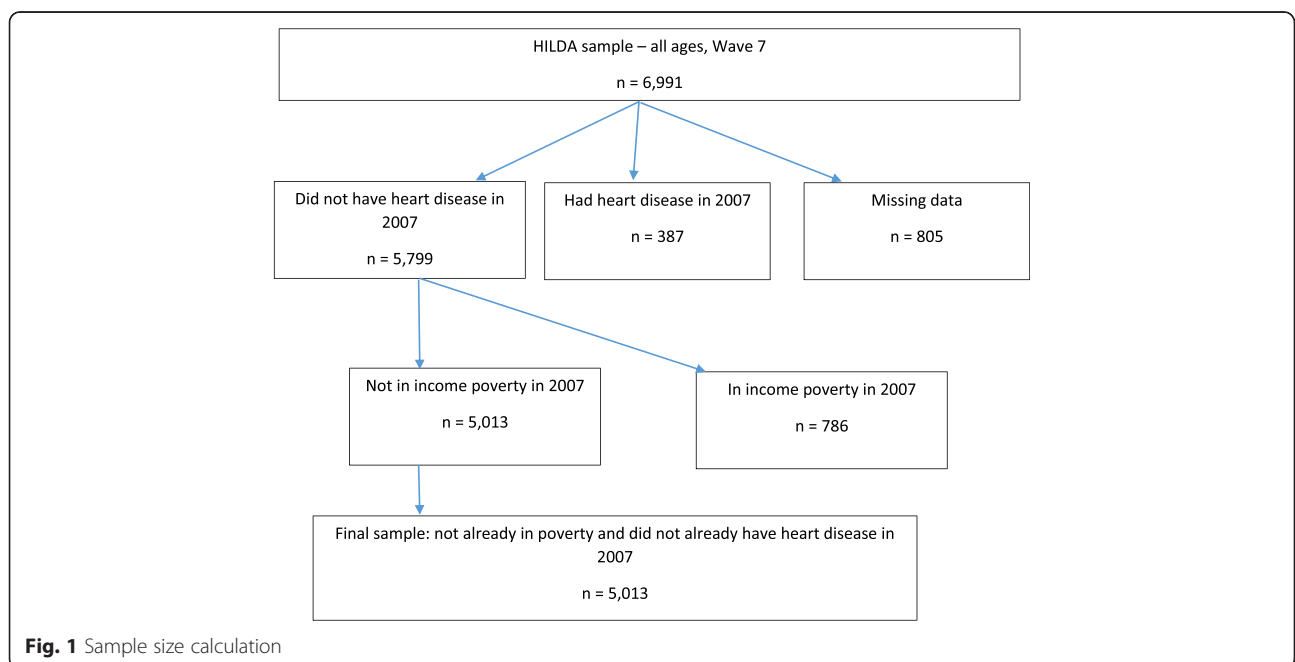 HILDA sample – all ages, Wave 7
n = 6,991
Did not have heart disease in
2007
n = 5,799
Had heart disease in 2007
n = 387
Missing data
n = 805
Not in income poverty in 2007
n = 5,013
In income poverty in 2007
n = 786
Final sample: not already in poverty and did not already have heart disease in
2007
n = 5,013
Fig. 1 Sample size calculation